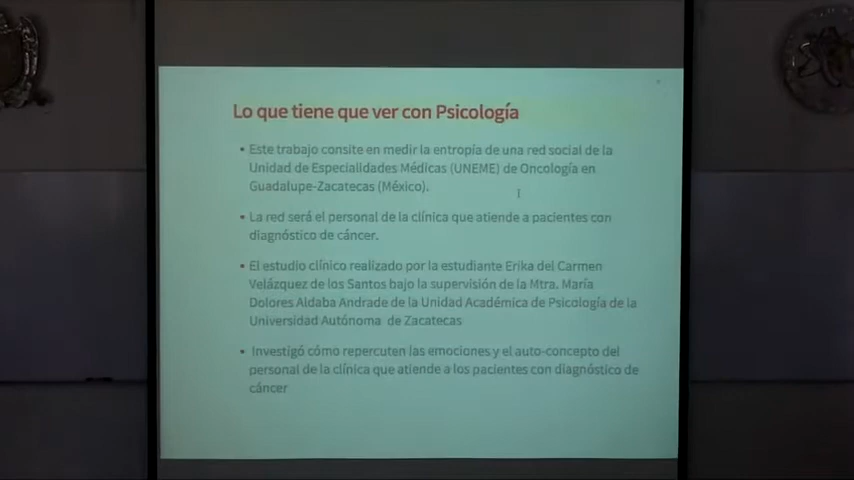 Lo que tiene que ver con Psicología
• Este trabajo consite en medir la entropía de una red social de la
Unidad de Especialidades Médicas (UNEME) de Oncología en
Guadalupe-Zacatecas (México).
• La red será el personal de la clínica que atiende a pacientes con
diagnóstico de cáncer.
• El estudio clínico realizado por la estudiante Erika del Carmen
Velázquez de los Santos bajo la supervisión de la Mtra. María
Dolores Aldaba Andrade de la Unidad Académica de Psicología de la
Universidad Autónoma de Zacatecas
• Investigó cómo repercuten las emociones y el auto-concepto del
personal de la clínica que atiende a los pacientes con diagnóstico de
cáncer